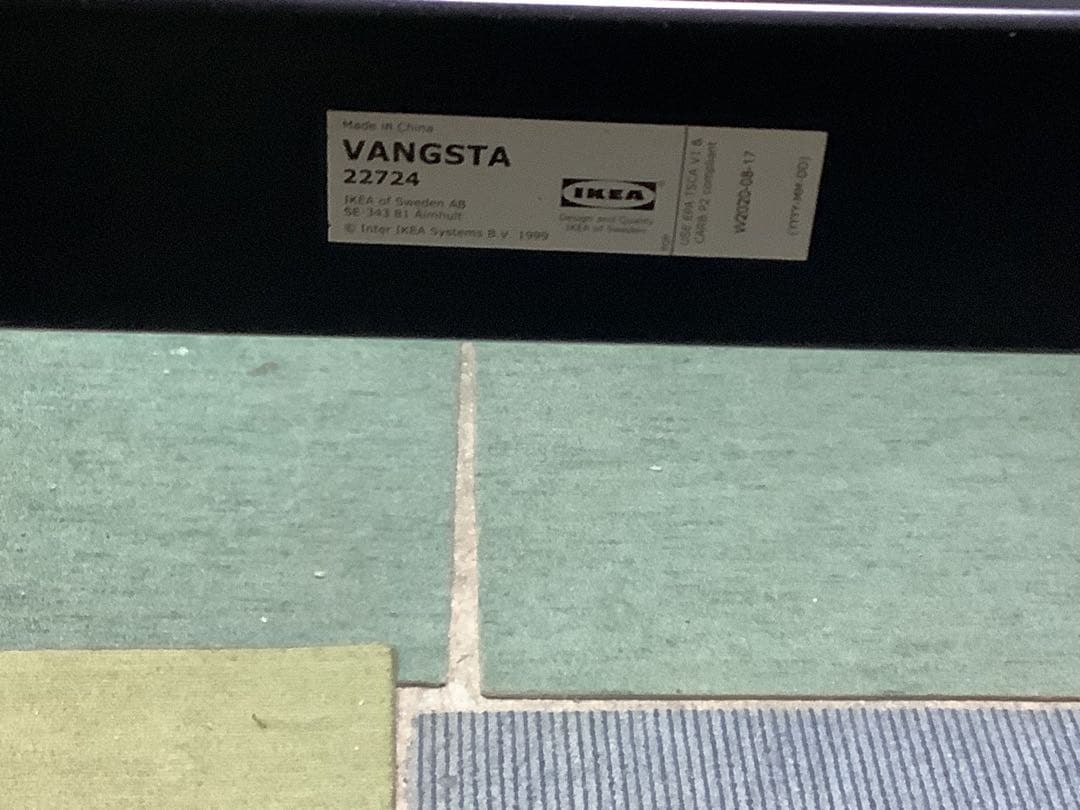 Made in China
VANGSTA
22724
IKEA of Sweden AB
SE-343 81 Älmhult
© Inter IKEA Systems B.V. 1999
IKEA
Design and Quality
IKEA of Sweden
USE EPA TSCA VI &
CARB P2 compliant
W2020-08-17
(YYYY-MM-DD)